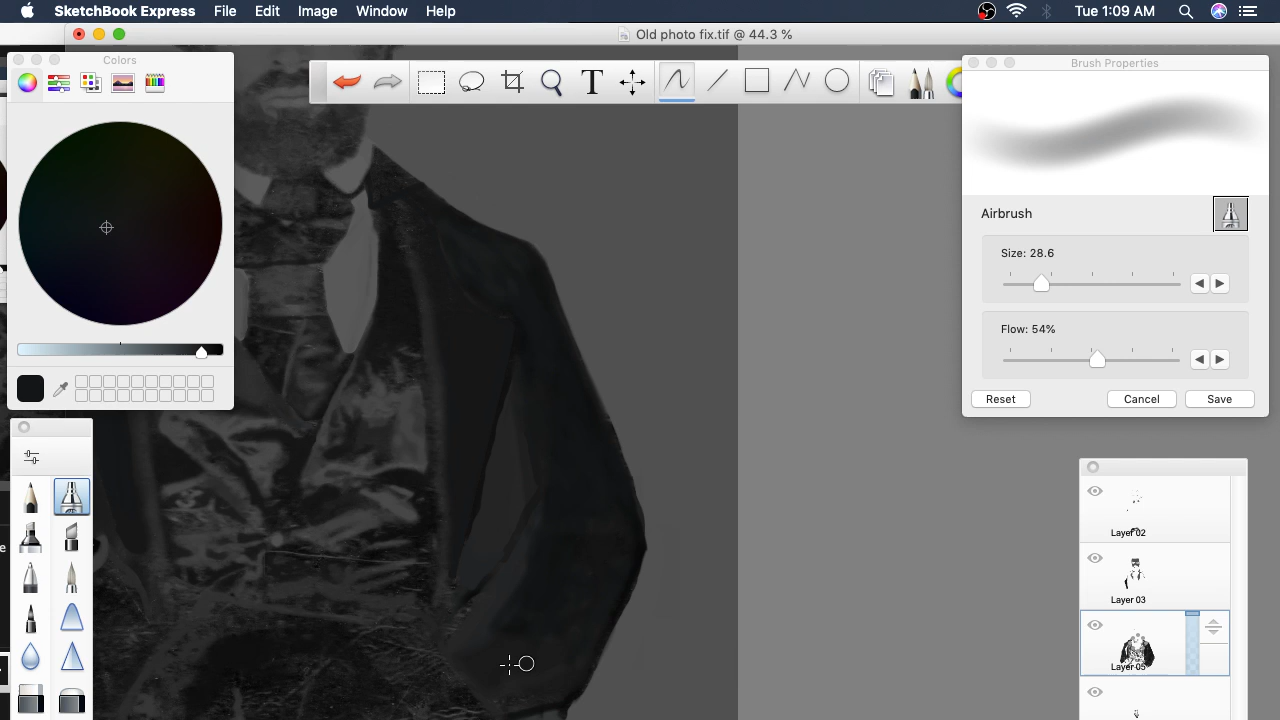 SketchBook Express File Edit Image Window Help Tue 1:09 AM
Old photo fix.tif @ 44.3 %
Colors
Brush Properties
T
Airbrush
Size: 28.6
Flow: 54%
Reset Cancel Save
Layer 02
Layer 03
Layer 05